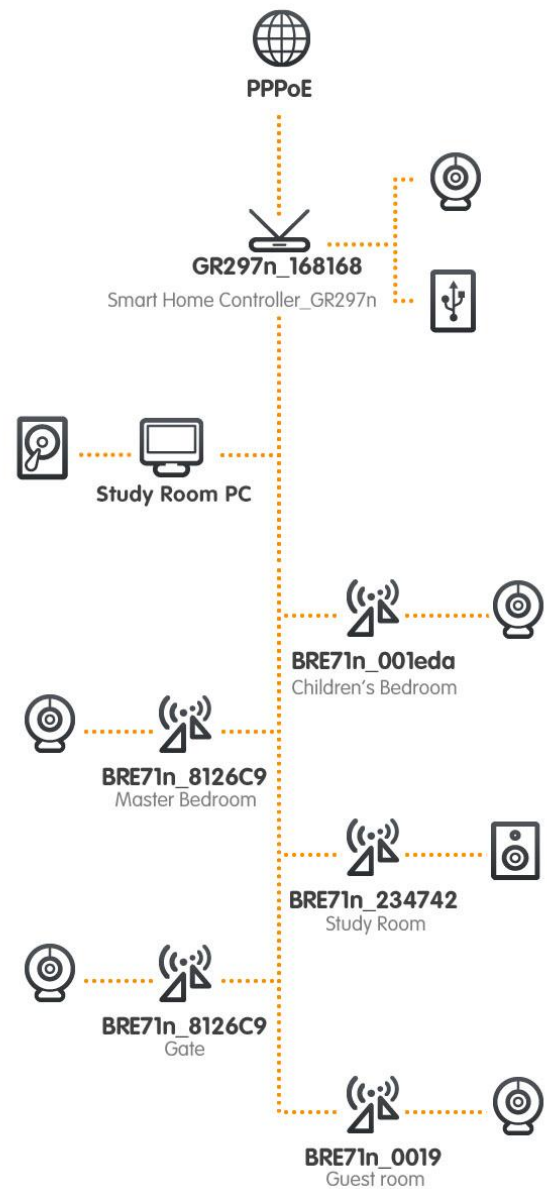 PPPoE
GR297n_168168
Smart Home Controller_GR297n
Study Room PC
BRE71n_001eda
Children's Bedroom
BRE71n_8126C9
Master Bedroom
BRE71n_234742
Study Room
BRE71n_8126C9
Gate
BRE71n_0019
Guest room